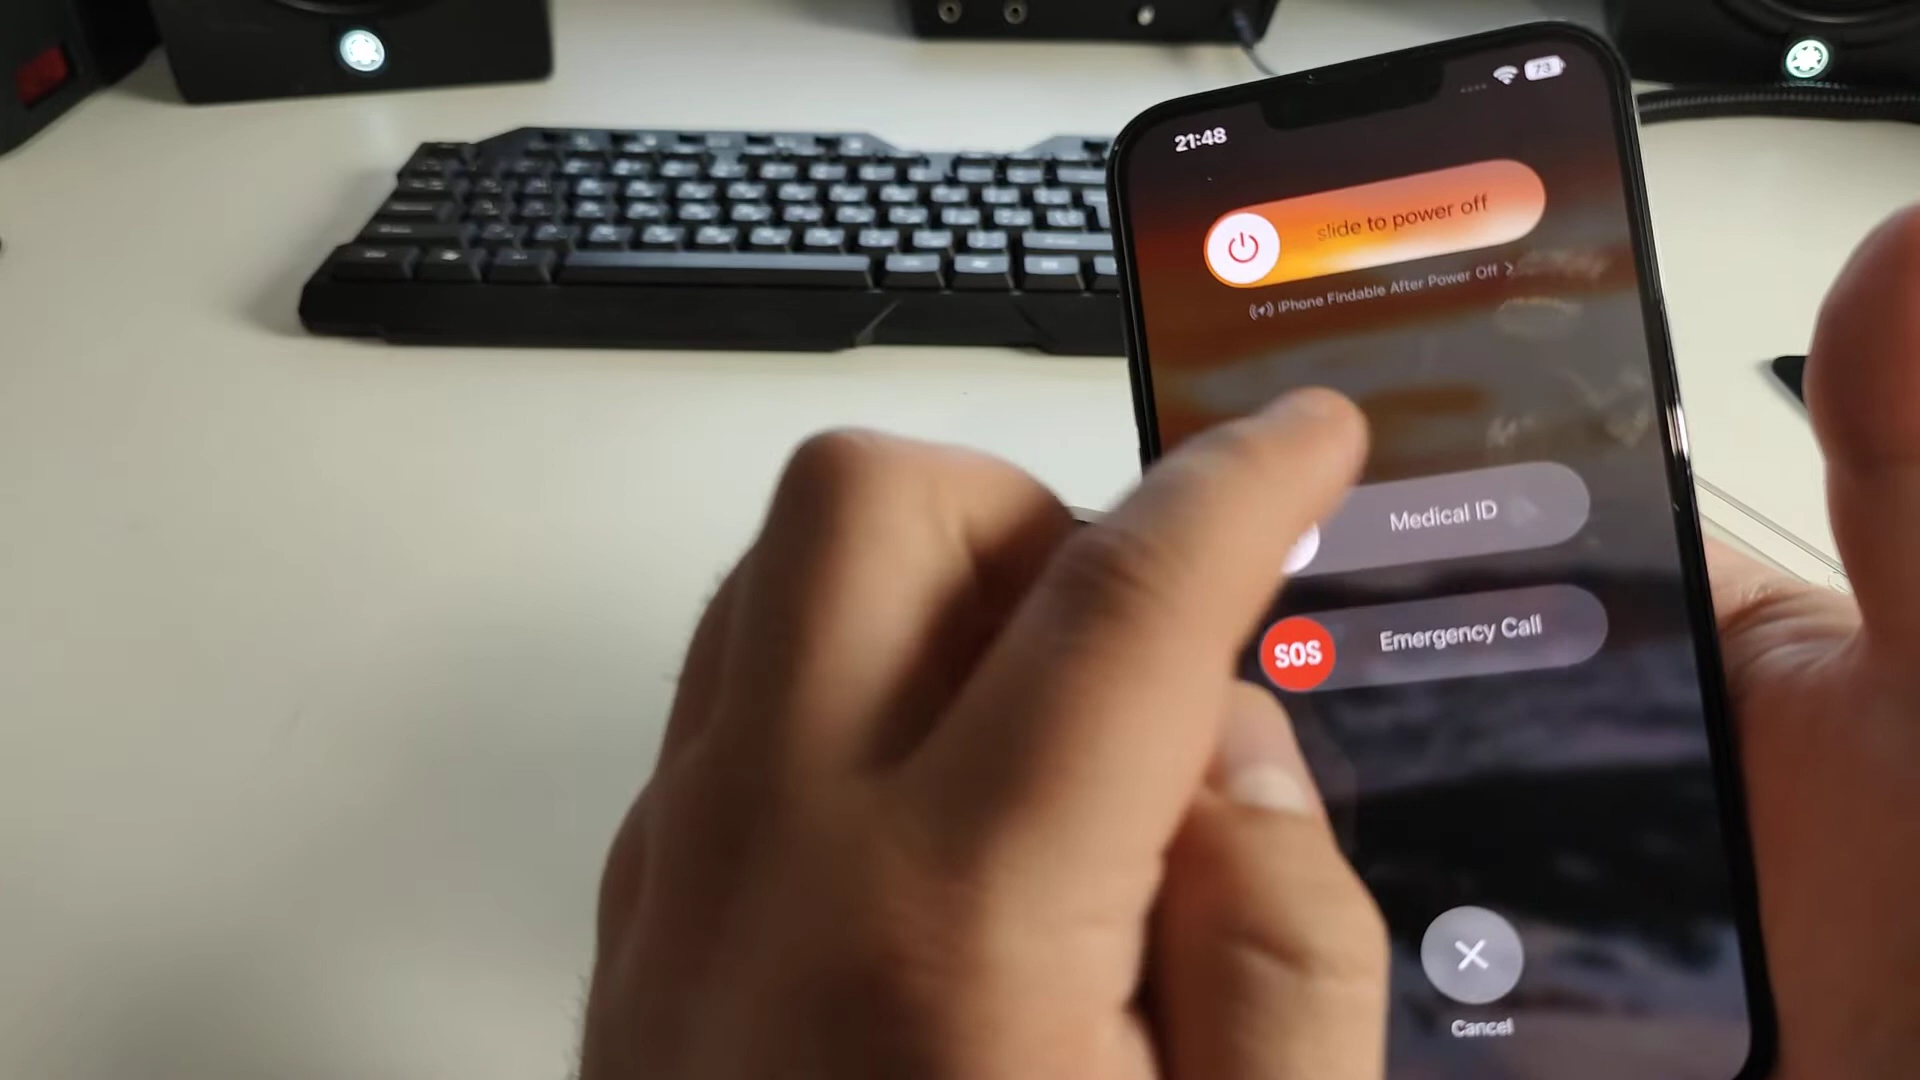 21:48
73
slide to power off
iPhone Findable After Power Off >
Medical ID
SOS
Emergency Call
Cancel